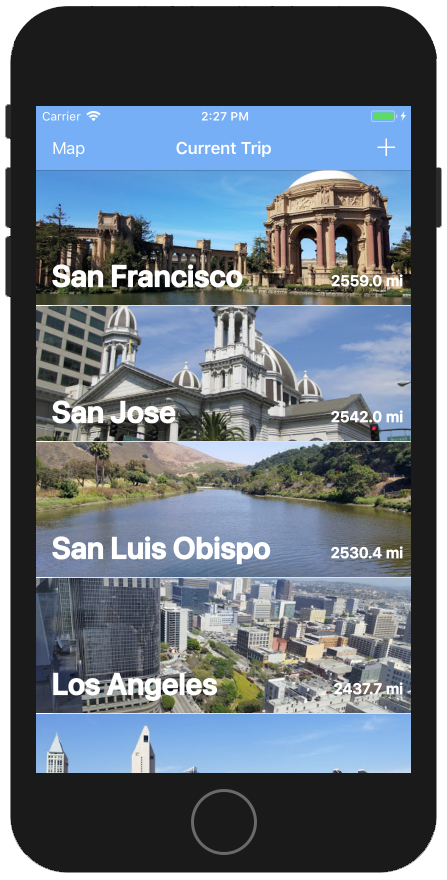 Carrier 2:27 PM
Map Current Trip +
San Francisco 2559.0 mi
San Jose 2542.0 mi
San Luis Obispo 2530.4 mi
Los Angeles 2437.7 mi